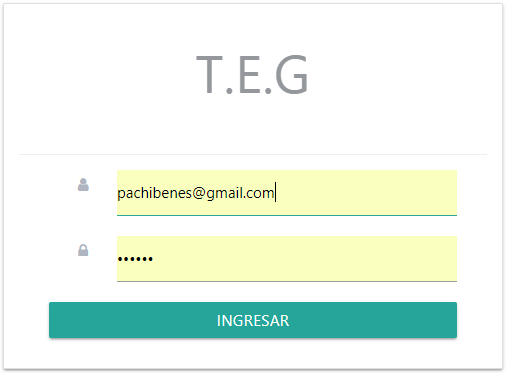 T.E.G
pachibenes@gmail.com
••••••
INGRESAR